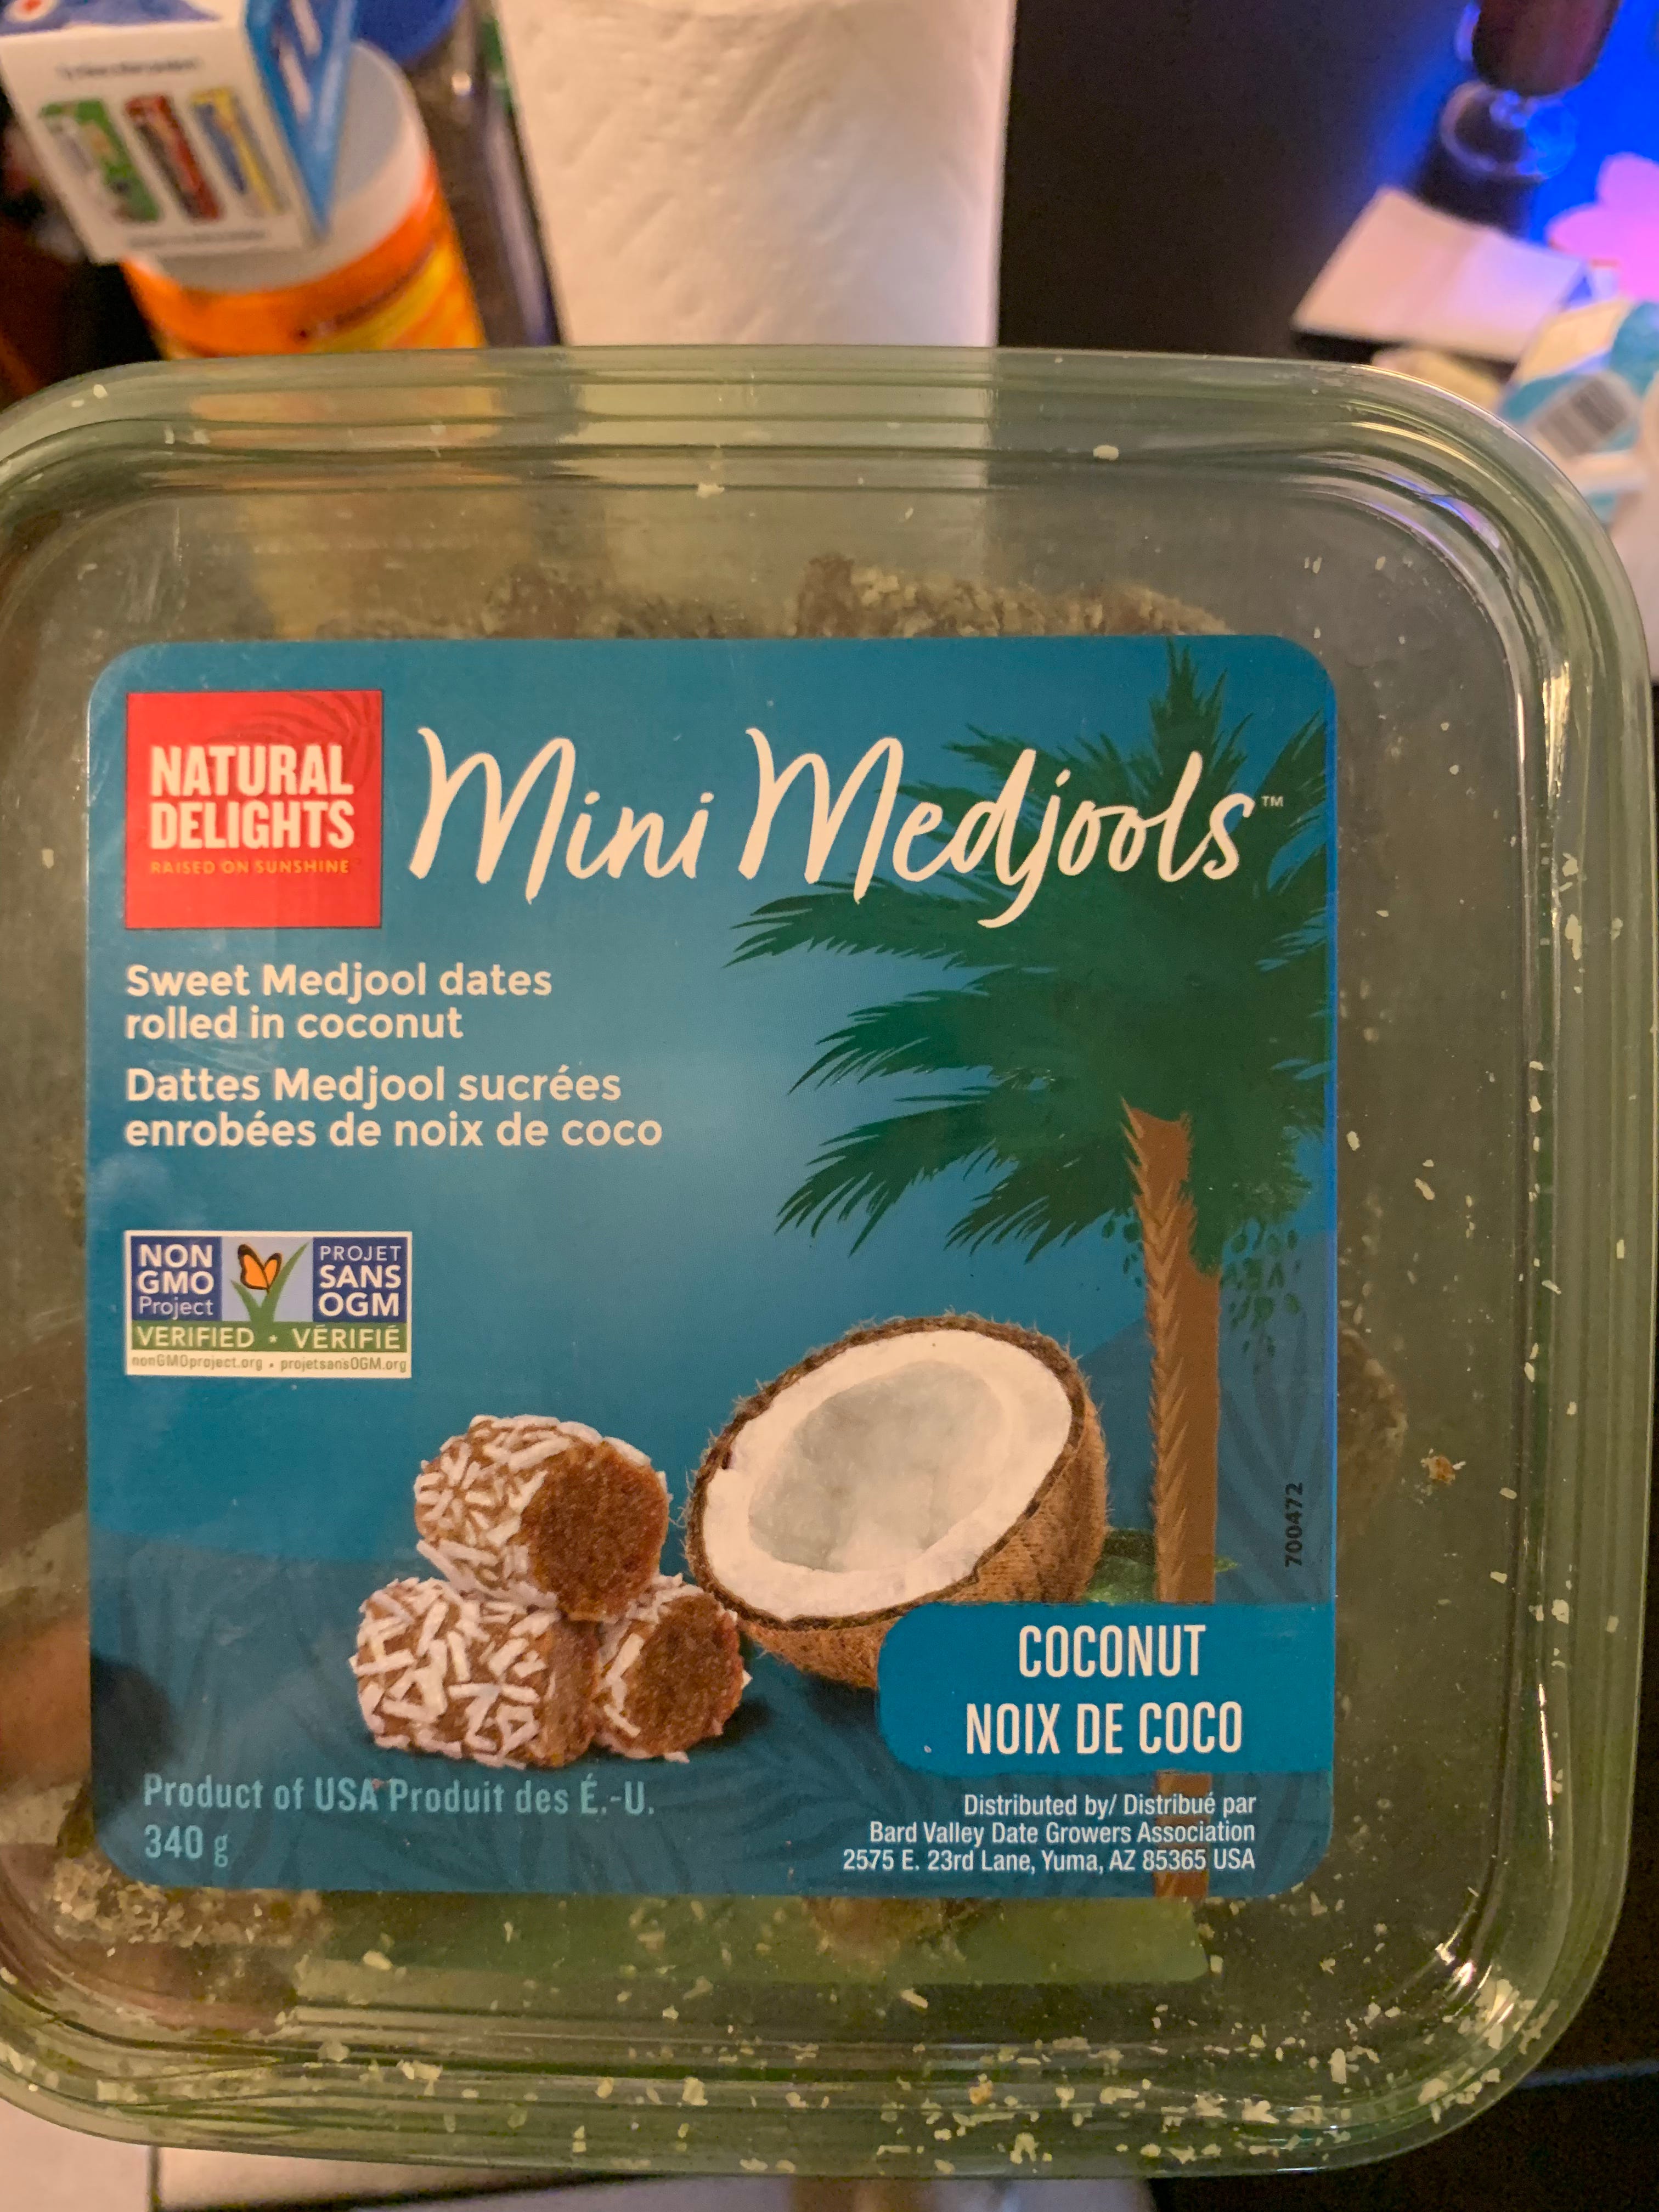 NATURAL
DELIGHTS
RAISED ON SUNSHINE
Mini Medjools™
Sweet Medjool dates
rolled in coconut
Dattes Medjool sucrées
enrobées de noix de coco
NON
GMO
Project
PROJET
SANS
OGM
VERIFIED • VÉRIFIÉ
nonGMOproject.org • projetsansOGM.org
700472
COCONUT
NOIX DE COCO
Product of USA Produit des É.-U.
340 g
Distributed by/ Distribué par
Bard Valley Date Growers Association
2575 E. 23rd Lane, Yuma, AZ 85365 USA